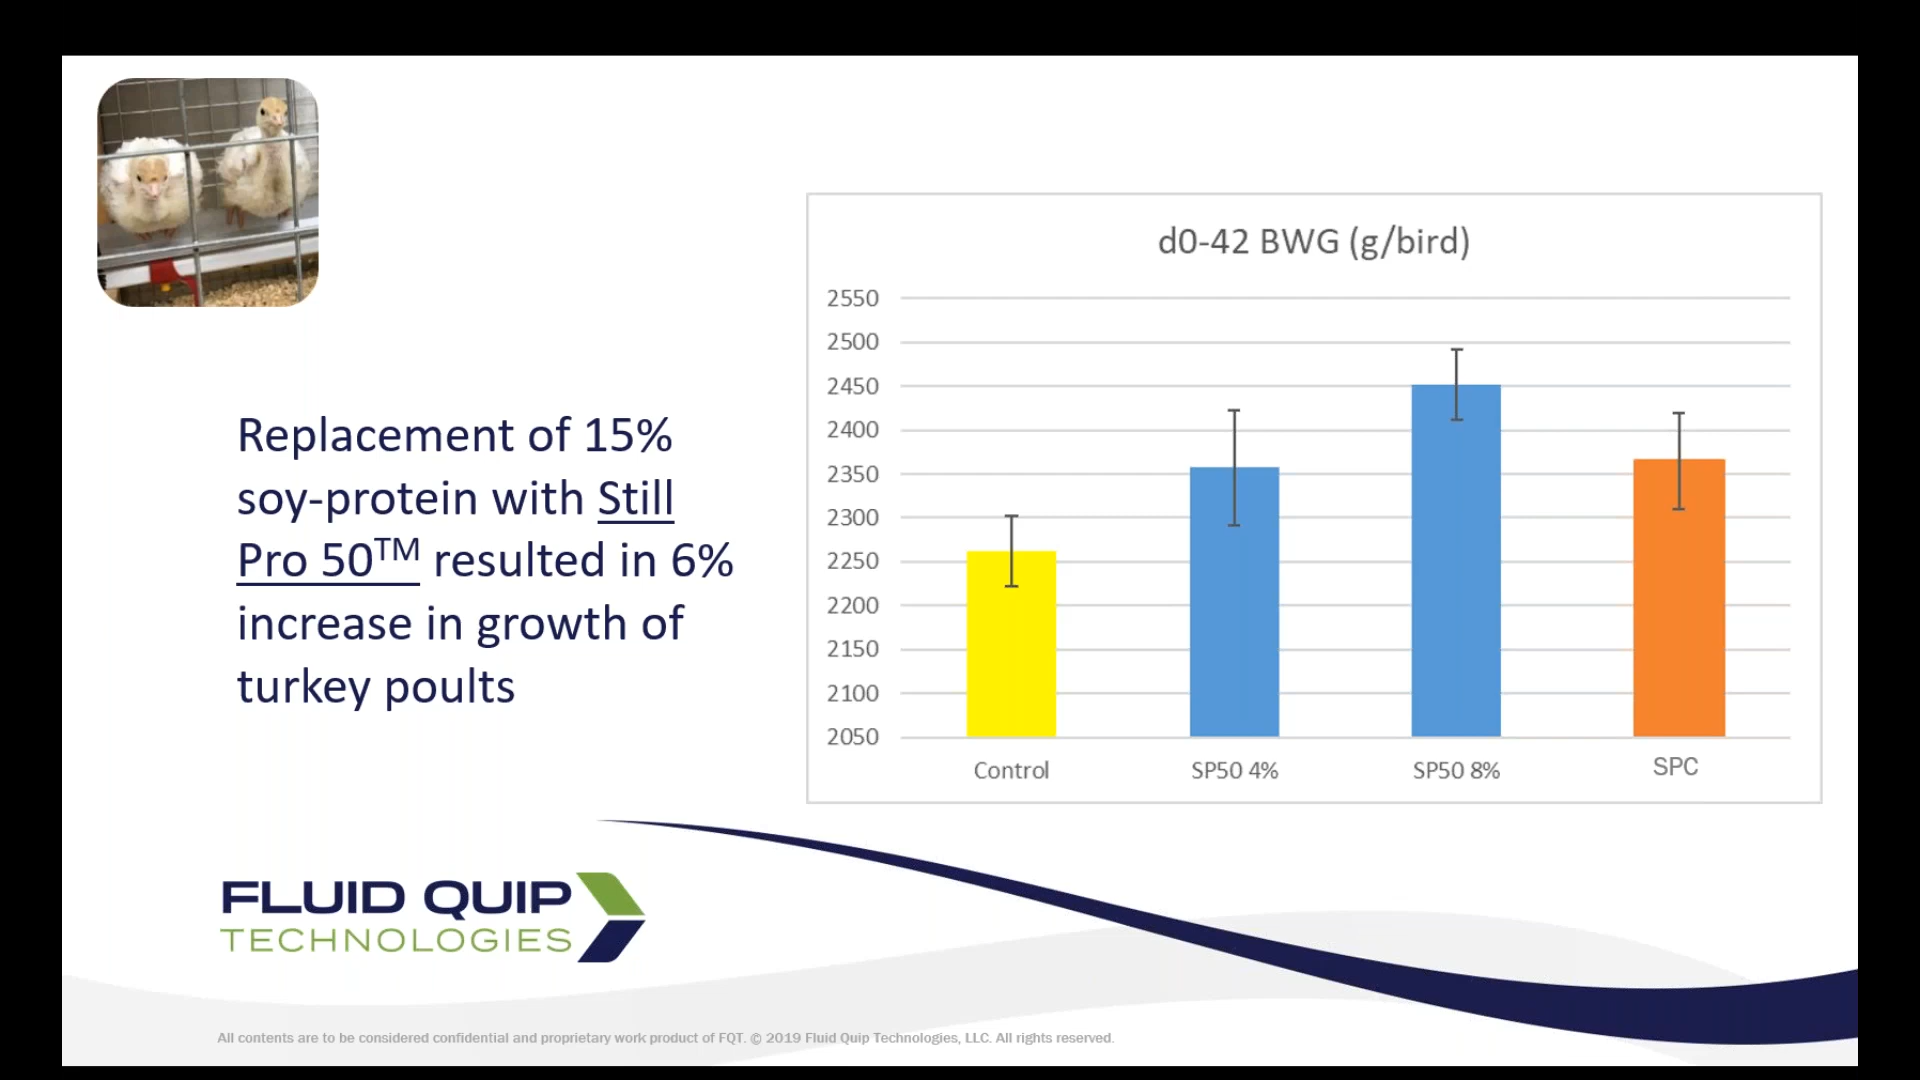 d0-42 BWG (g/bird)
2550
2500
2450
2400
2350
2300
2250
2200
2150
2100
2050
Control
SP50 4%
SP50 8%
SPC
Replacement of 15%
soy-protein with Still
Pro 50TM resulted in 6%
increase in growth of
turkey poults
FLUID QUIP
TECHNOLOGIES
All contents are to be considered confidential and proprietary work product of FQT. © 2019 Fluid Quip Technologies, LLC. All rights reserved.